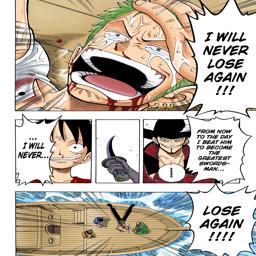 I WILL
NEVER
LOSE
AGAIN
!!!
FROM NOW
TO THE DAY
I BEAT HIM
TO BECOME
THE
GREATEST
SWORDS-
MAN...
...
I WILL
NEVER...
LOSE
AGAIN
!!!!